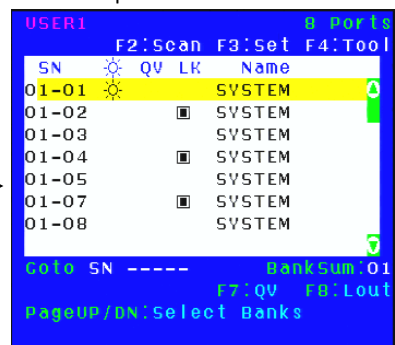 USER1 8 Ports
F2:Scan F3:Set F4:Tool
SN QV LK Name
01-01 SYSTEM
01-02 SYSTEM
01-03 SYSTEM
01-04 SYSTEM
01-05 SYSTEM
01-07 SYSTEM
01-08 SYSTEM
Goto SN ----- BankSum:01
F7:QV F8:Lout
PageUP/DN:Select Banks